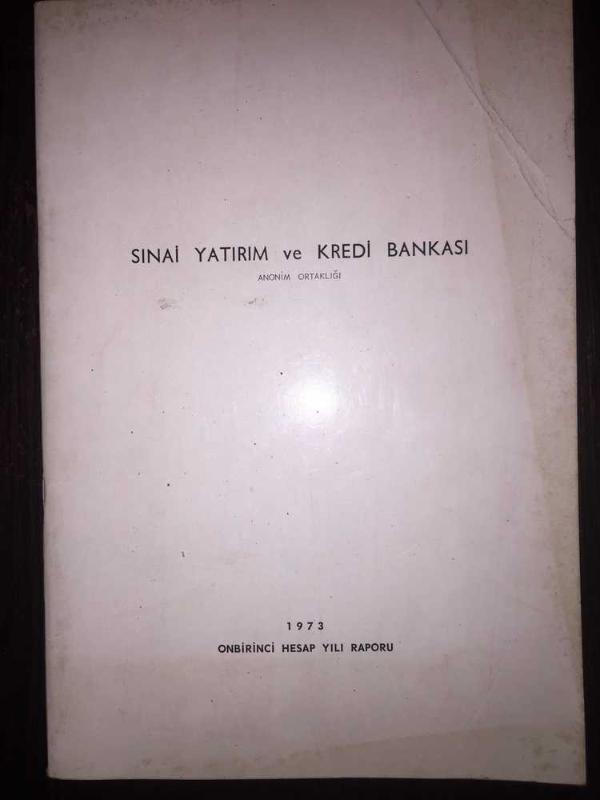 SINAİ YATIRIM ve KREDİ BANKASI
ANONİM ORTAKLIĞI
1973
ONBİRİNCİ HESAP YILI RAPORU